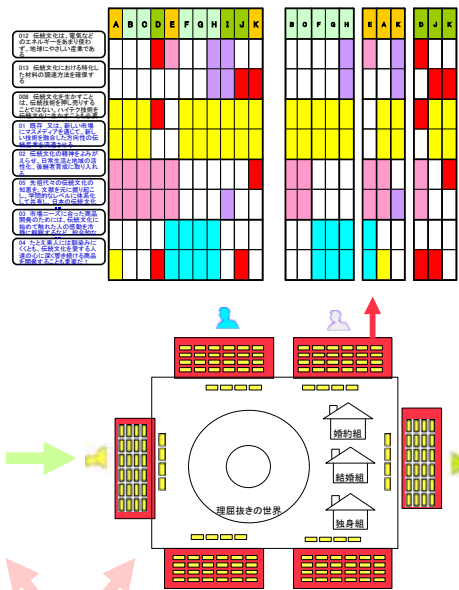 A B C D E F G H I J K
B C F G H
E A K
D J K
012 伝統文化は、電気など
のエネルギーをあまり使わ
ず、地球にやさしい産業であ
る
013 伝統文化における特化し
た材料の調達方法を確保す
る
008 伝統文化を生かすこと
は、伝統技術を押し売りする
ことではない。ハイテク技術を
01 既存 又は、新しい市場
にマスメディアを通じて、新し
い技術を融合した方向性の伝
02 伝統文化の精神をよみが
えらせ、日常生活と地域の活
性化、後継者育成に取り入れ
る
05 先祖代々の伝統文化の
知恵を、文献を元に掘り起こ
し、学問的なレベルに体系化
して共有し、日本の伝統文化
03 市場ニーズに合った商品
開発のためには、伝統文化に
始めて触れた人の感動を冷
04 たとえ素人には馴染みに
くくとも、伝統文化を愛する人
達の心に深く響き続ける商品
を開発することも重要だ！
婚約組
結婚組
独身組
理屈抜きの世界